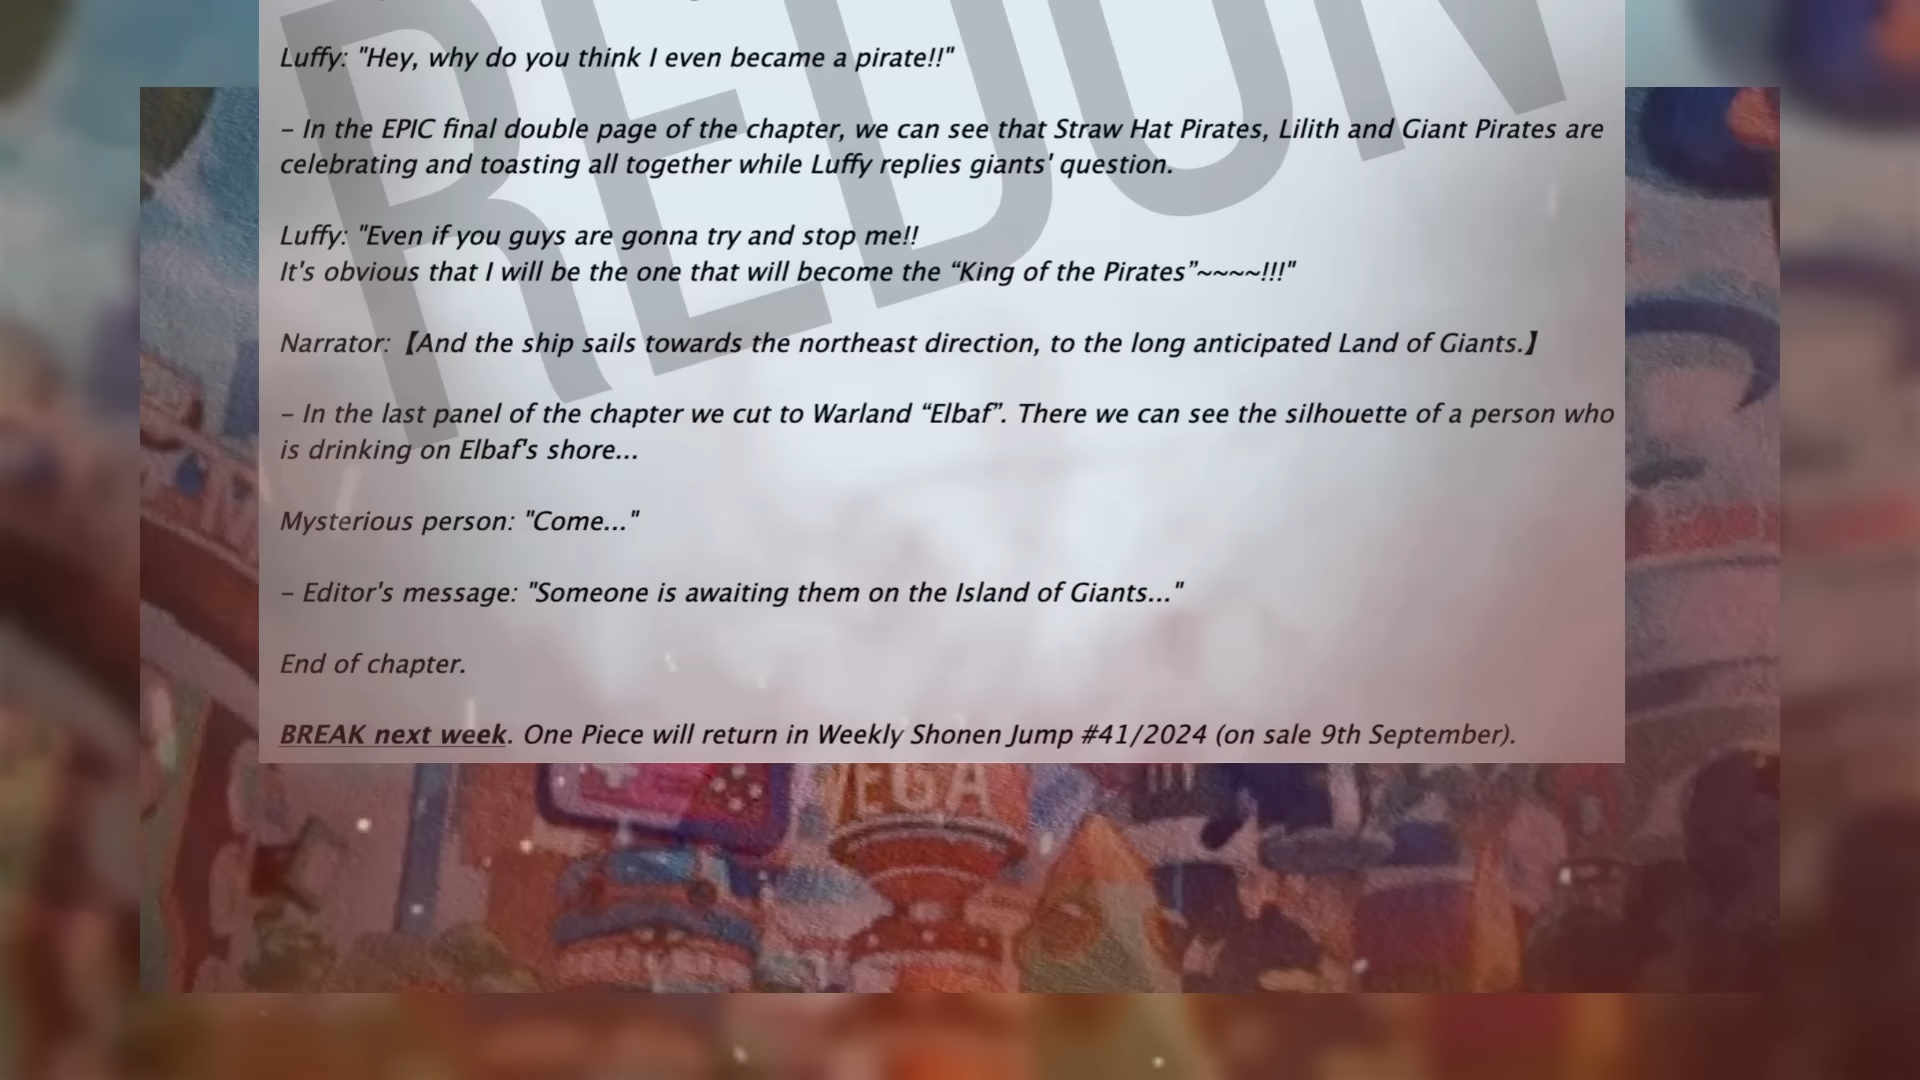 Luffy: "Hey, why do you think I even became a pirate!!"
– In the EPIC final double page of the chapter, we can see that Straw Hat Pirates, Lilith and Giant Pirates are
celebrating and toasting all together while Luffy replies giants' question.
Luffy: "Even if you guys are gonna try and stop me!!
It's obvious that I will be the one that will become the “King of the Pirates”~~~~!!!"
Narrator:【And the ship sails towards the northeast direction, to the long anticipated Land of Giants.】
– In the last panel of the chapter we cut to Warland “Elbaf”. There we can see the silhouette of a person who
is drinking on Elbaf's shore...
Mysterious person: "Come..."
– Editor's message: "Someone is awaiting them on the Island of Giants..."
End of chapter.
BREAK next week. One Piece will return in Weekly Shonen Jump #41/2024 (on sale 9th September).
REDON
EGA